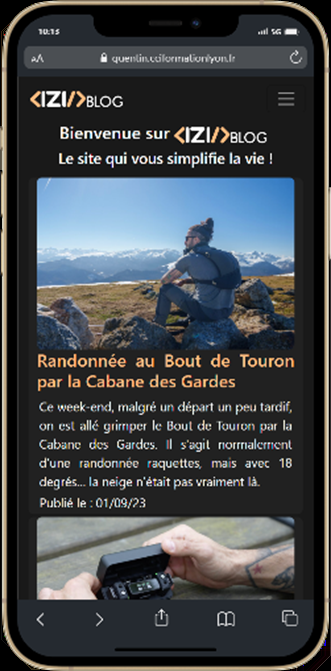 10:15
5G
AA
quentin.cciformationlyon.fr
<IZI/>BLOG
Bienvenue sur <IZI/>BLOG
Le site qui vous simplifie la vie !
Randonnée au Bout de Touron
par la Cabane des Gardes
Ce week-end, malgré un départ un peu tardif,
on est allé grimper le Bout de Touron par la
Cabane des Gardes. Il s'agit normalement
d'une randonnée raquettes, mais avec 18
degrés... la neige n'était pas vraiment là.
Publié le : 01/09/23